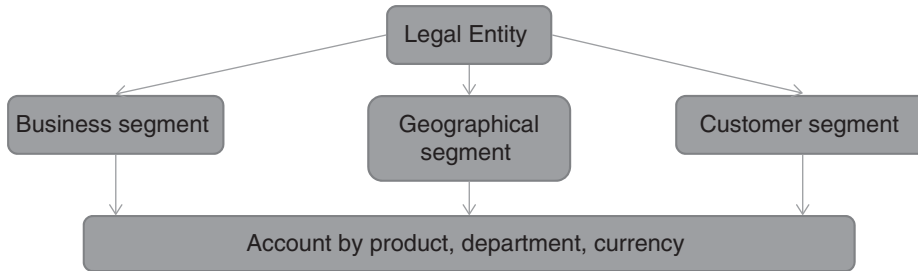 Legal Entity
Business segment
Geographical
segment
Customer segment
Account by product, department, currency